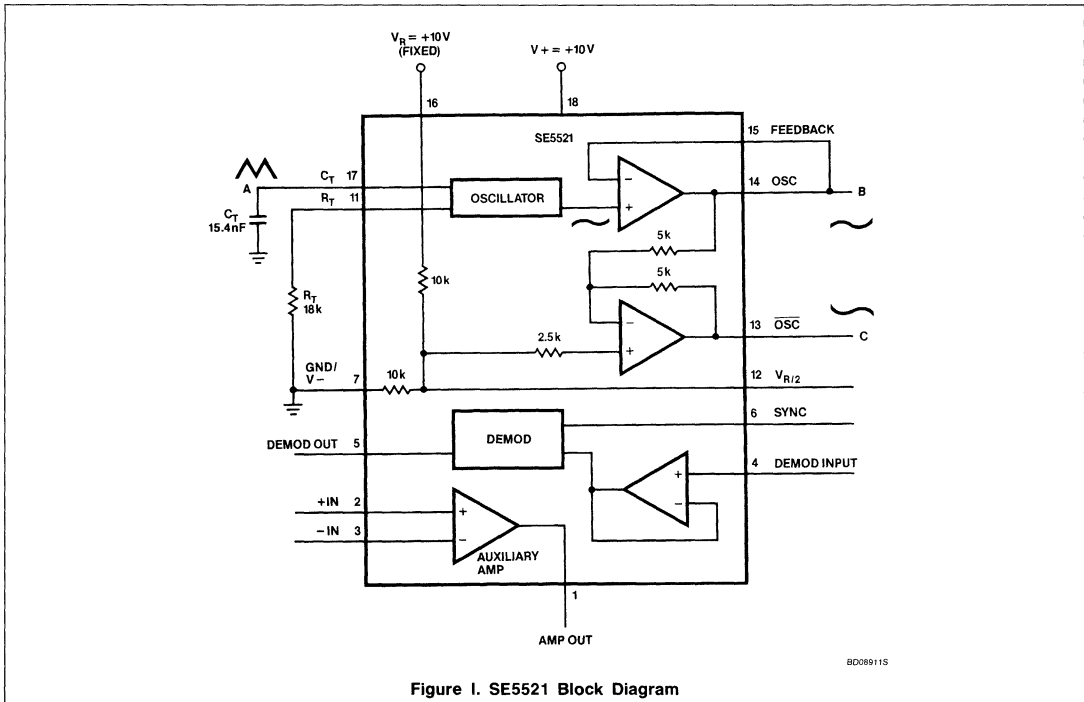 V_R = +10V
(FIXED)
V+ = +10V
16
18
SE5521
15 FEEDBACK
A
C_T 17
R_T 11
OSCILLATOR
−
+
14 OSC
B
C_T
15.4nF
5k
5k
10k
R_T
18k
−
+
13 \overline{OSC}
C
2.5k
GND/
V−
7
10k
12 V_{R/2}
6 SYNC
DEMOD OUT 5
DEMOD
4 DEMOD INPUT
+
−
+IN 2
−IN 3
+
−
AUXILIARY
AMP
1
AMP OUT
BD08911S
Figure I. SE5521 Block Diagram